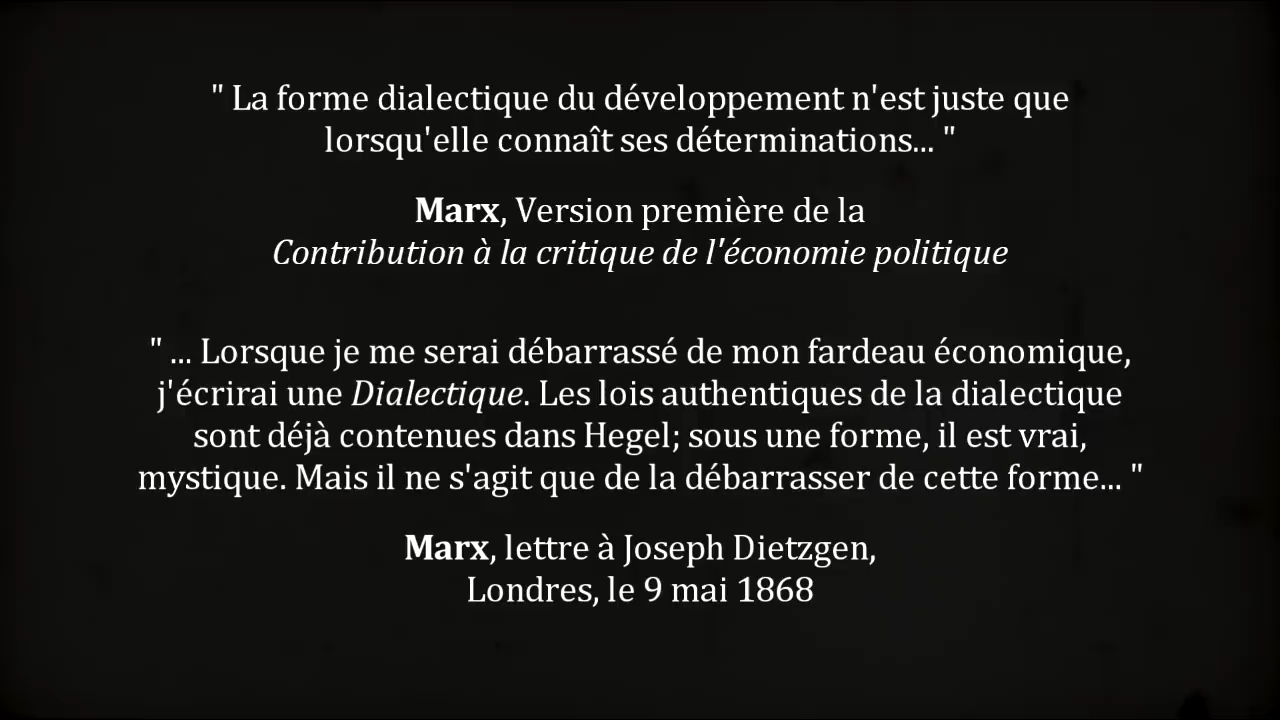 " La forme dialectique du développement n'est juste que
lorsqu'elle connaît ses déterminations... "
Marx, Version première de la
Contribution à la critique de l'économie politique
" ... Lorsque je me serai débarrassé de mon fardeau économique,
j'écrirai une Dialectique. Les lois authentiques de la dialectique
sont déjà contenues dans Hegel; sous une forme, il est vrai,
mystique. Mais il ne s'agit que de la débarrasser de cette forme... "
Marx, lettre à Joseph Dietzgen,
Londres, le 9 mai 1868